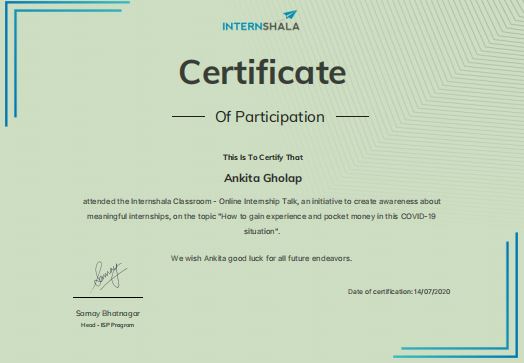 INTERNSHALA
Certificate
Of Participation
This Is To Certify That
Ankita Gholap
attended the Internshala Classroom - Online Internship Talk, an initiative to create awareness about
meaningful internships, on the topic "How to gain experience and pocket money in this COVID-19
situation".
We wish Ankita good luck for all future endeavors.
Samay
Date of certification:14/07/2020
Samay Bhatnagar
Head - ISP Program